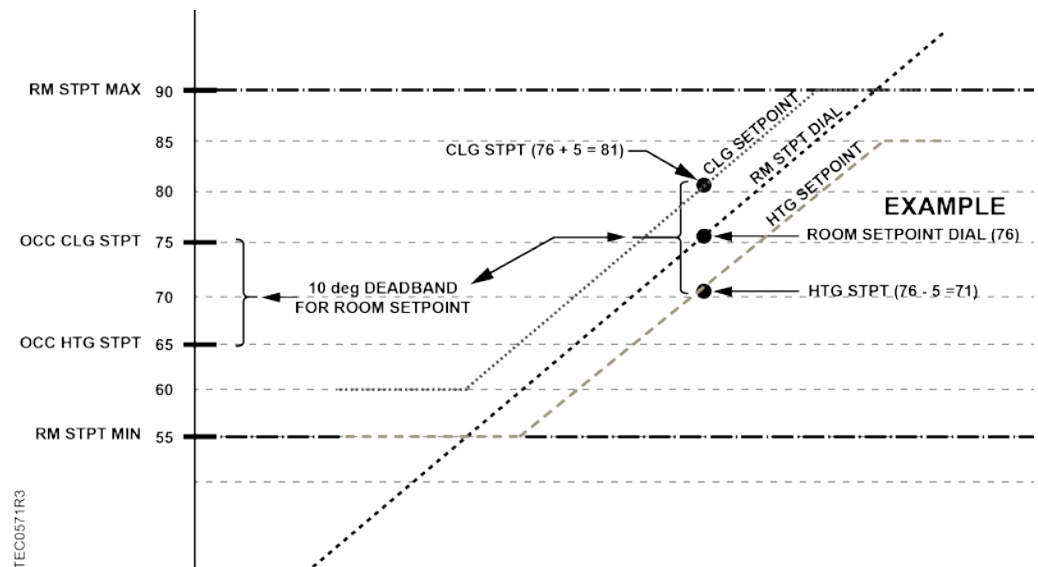 RM STPT MAX
90
85
CLG STPT (76 + 5 = 81)
CLG SETPOINT
RM STPT DIAL
HTG SETPOINT
80
EXAMPLE
OCC CLG STPT
75
ROOM SETPOINT DIAL (76)
10 deg DEADBAND
FOR ROOM SETPOINT
70
HTG STPT (76 - 5 =71)
OCC HTG STPT
65
60
RM STPT MIN
55
TEC0571R3